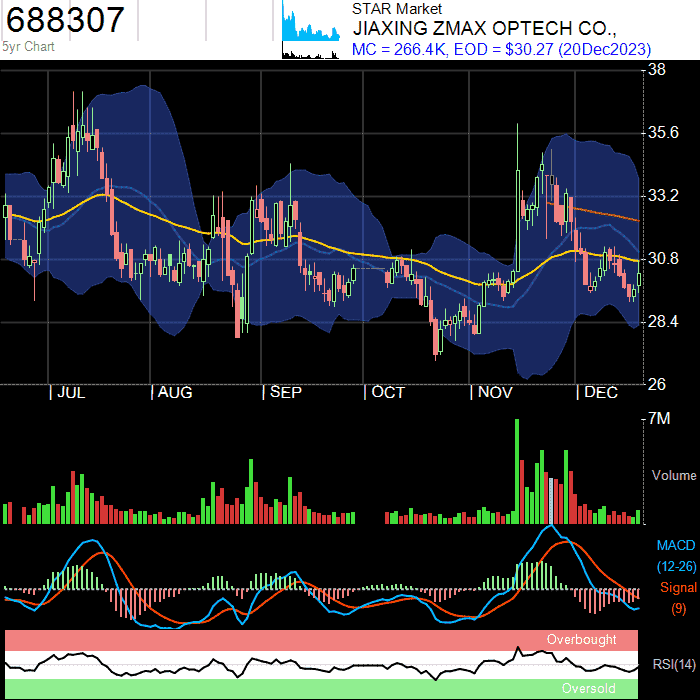 688307
5yr Chart
STAR Market
JIAXING ZMAX OPTECH CO.,
MC = 266.4K, EOD = $30.27 (20Dec2023)
38
35.6
33.2
30.8
28.4
26
JUL AUG SEP OCT NOV DEC
7M
Volume
MACD
(12-26)
Signal
(9)
Overbought
RSI(14)
Oversold